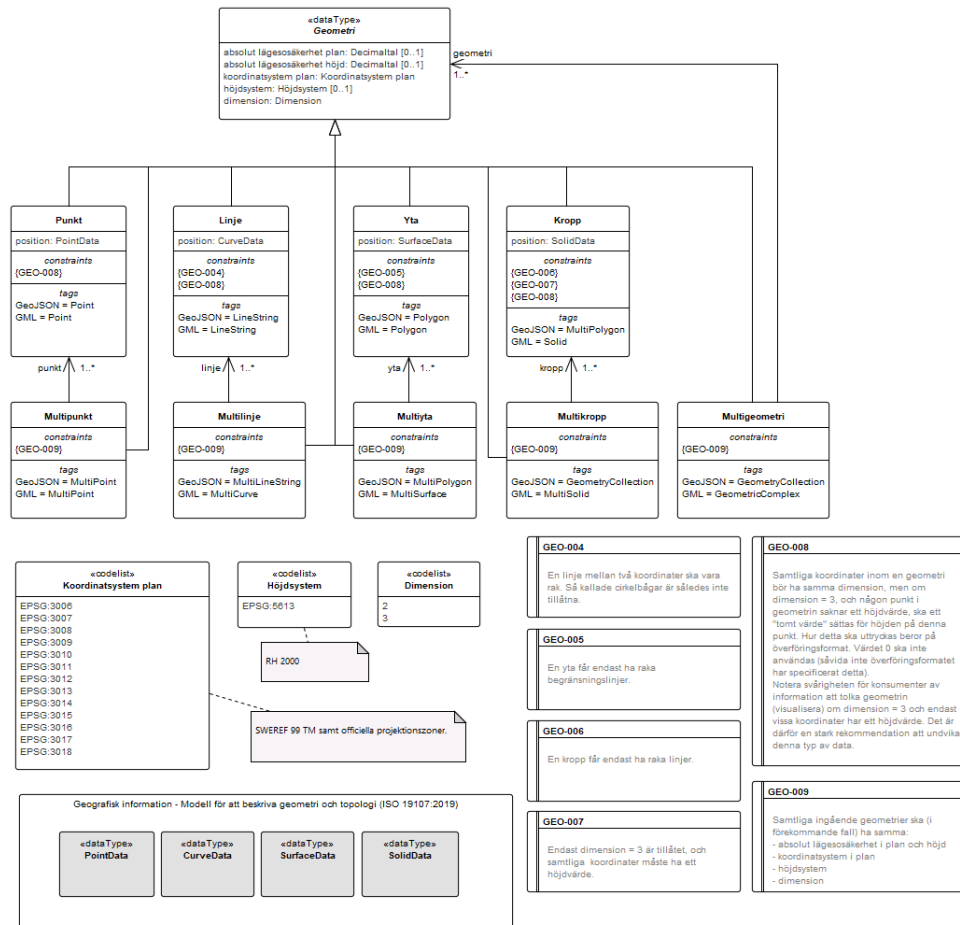 «dataType»
Geometri
absolut lägesosäkerhet plan: Decimaltal [0..1]
absolut lägesosäkerhet höjd: Decimaltal [0..1]
koordinatsystem plan: Koordinatsystem plan
höjdsystem: Höjdsystem [0..1]
dimension: Dimension
geometri
1..*
Punkt
position: PointData
constraints
{GEO-008}
tags
GeoJSON = Point
GML = Point
Linje
position: CurveData
constraints
{GEO-004}
{GEO-008}
tags
GeoJSON = LineString
GML = LineString
Yta
position: SurfaceData
constraints
{GEO-005}
{GEO-008}
tags
GeoJSON = Polygon
GML = Polygon
Kropp
position: SolidData
constraints
{GEO-006}
{GEO-007}
{GEO-008}
tags
GeoJSON = MultiPolygon
GML = Solid
punkt 1..*
linje 1..*
yta 1..*
kropp 1..*
Multipunkt
constraints
{GEO-009}
tags
GeoJSON = MultiPoint
GML = MultiPoint
Multilinje
constraints
{GEO-009}
tags
GeoJSON = MultiLineString
GML = MultiCurve
Multiyta
constraints
{GEO-009}
tags
GeoJSON = MultiPolygon
GML = MultiSurface
Multikropp
constraints
{GEO-009}
tags
GeoJSON = GeometryCollection
GML = MultiSolid
Multigeometri
constraints
{GEO-009}
tags
GeoJSON = GeometryCollection
GML = GeometricComplex
«codelist»
Koordinatsystem plan
EPSG:3006
EPSG:3007
EPSG:3008
EPSG:3009
EPSG:3010
EPSG:3011
EPSG:3012
EPSG:3013
EPSG:3014
EPSG:3015
EPSG:3016
EPSG:3017
EPSG:3018
«codelist»
Höjdsystem
EPSG:5613
«codelist»
Dimension
2
3
RH 2000
SWEREF 99 TM samt officiella projektionszoner.
GEO-004
En linje mellan två koordinater ska vara
rak. Så kallade cirkelbågar är således inte
tillåtna.
GEO-005
En yta får endast ha raka
begränsningslinjer.
GEO-006
En kropp får endast ha raka linjer.
GEO-007
Endast dimension = 3 är tillåtet, och
samtliga koordinater måste ha ett
höjdvärde.
GEO-008
Samtliga koordinater inom en geometri
bör ha samma dimension, men om
dimension = 3, och någon punkt i
geometrin saknar ett höjdvärde, ska ett
"tomt värde" sättas för höjden på denna
punkt. Hur detta ska uttryckas beror på
överföringsformat. Värdet 0 ska inte
användas (såvida inte överföringsformatet
har specificerat detta).
Notera svårigheten för konsumenter av
information att tolka geometrin
(visualisera) om dimension = 3 och endast
vissa koordinater har ett höjdvärde. Det är
därför en stark rekommendation att undvika
denna typ av data.
GEO-009
Samtliga ingående geometrier ska (i
förekommande fall) ha samma:
- absolut lägesosäkerhet i plan och höjd
- koordinatsystem i plan
- höjdsystem
- dimension
Geografisk information - Modell för att beskriva geometri och topologi (ISO 19107:2019)
«dataType»
PointData
«dataType»
CurveData
«dataType»
SurfaceData
«dataType»
SolidData